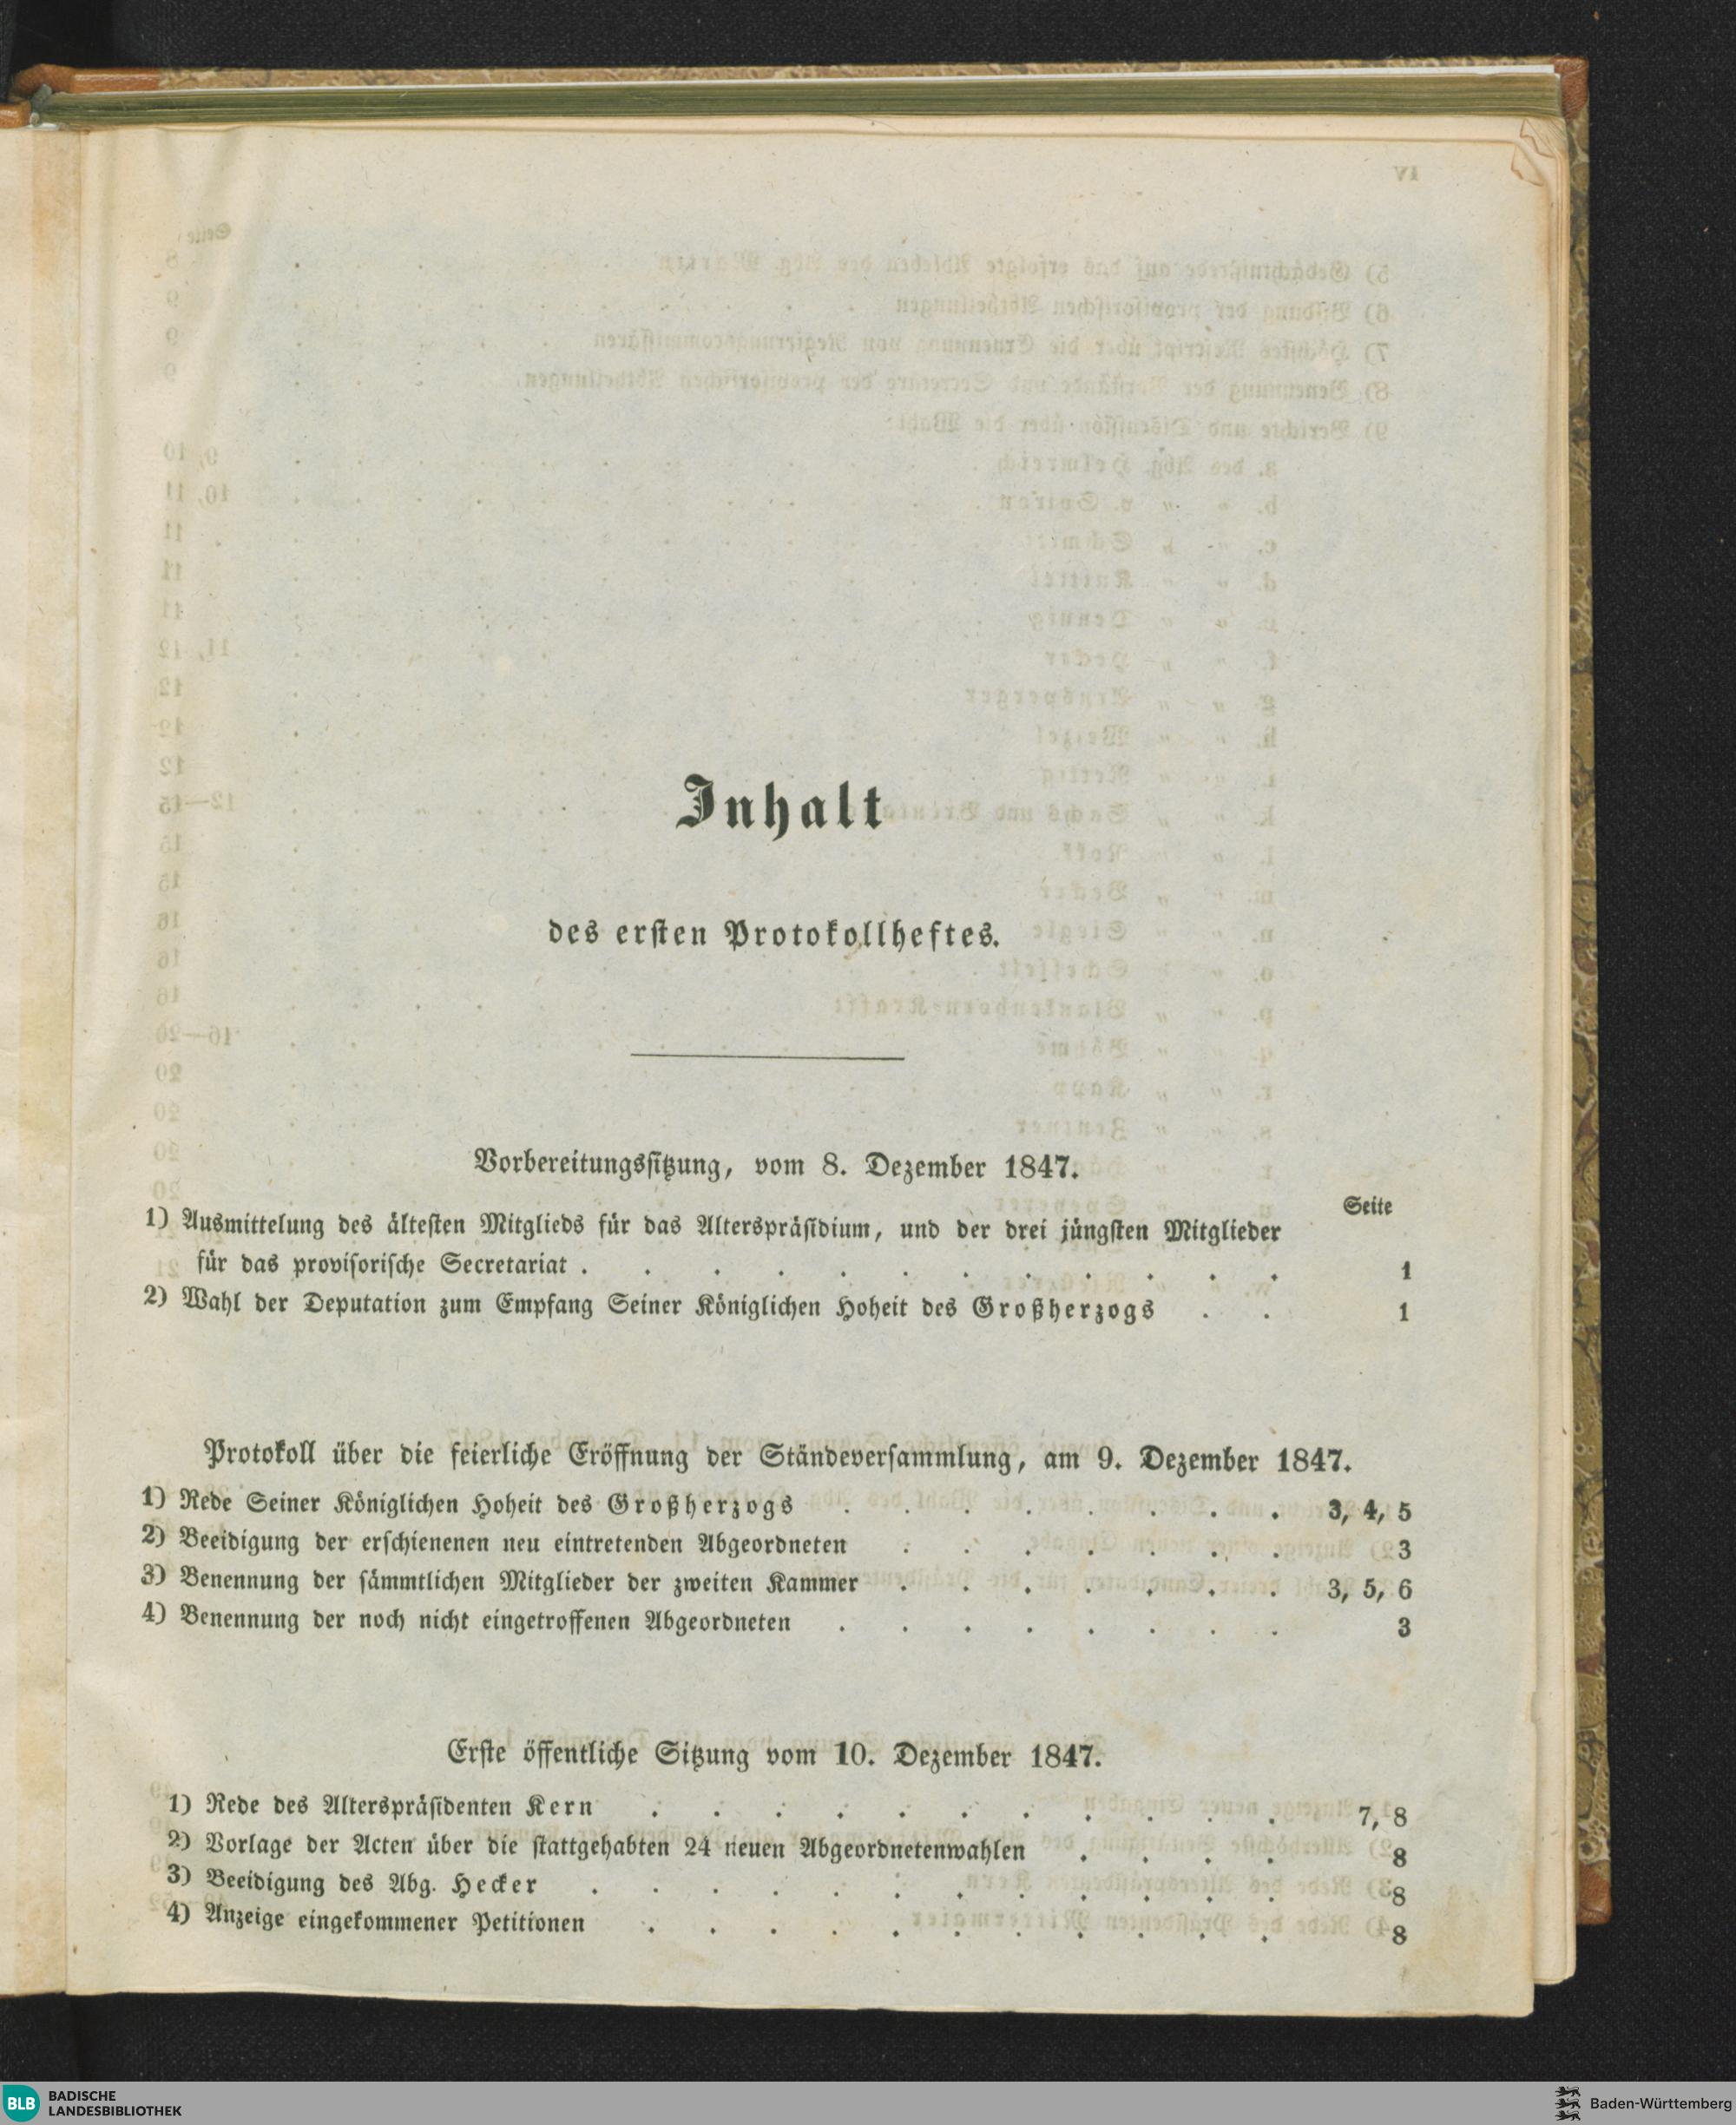 Inhalt
des ersten Protokollheftes.
Vorbereitungssitzung, vom 8. Dezember 1847.
Seite
1) Ausmittelung des ältesten Mitglieds für das Alterspräsidium, und der drei jüngsten Mitglieder
für das provisorische Secretariat . . . . . . . . . . . . 1
2) Wahl der Deputation zum Empfang Seiner Königlichen Hoheit des Großherzogs . . 1
Protokoll über die feierliche Eröffnung der Ständeversammlung, am 9. Dezember 1847.
1) Rede Seiner Königlichen Hoheit des Großherzogs . . . . . . . . 3, 4, 5
2) Beeidigung der erschienenen neu eintretenden Abgeordneten . . . . . . . 3
3) Benennung der sämmtlichen Mitglieder der zweiten Kammer . . . . . . . 3, 5, 6
4) Benennung der noch nicht eingetroffenen Abgeordneten . . . . . . . . 3
Erste öffentliche Sitzung vom 10. Dezember 1847.
1) Rede des Alterspräsidenten Kern . . . . . . . . . . . 7, 8
2) Vorlage der Acten über die stattgehabten 24 neuen Abgeordnetenwahlen . . . . 8
3) Beeidigung des Abg. Hecker . . . . . . . . . . . . 8
4) Anzeige eingekommener Petitionen . . . . . . . . . . . 8
BLB BADISCHE
LANDESBIBLIOTHEK
Baden-Württemberg